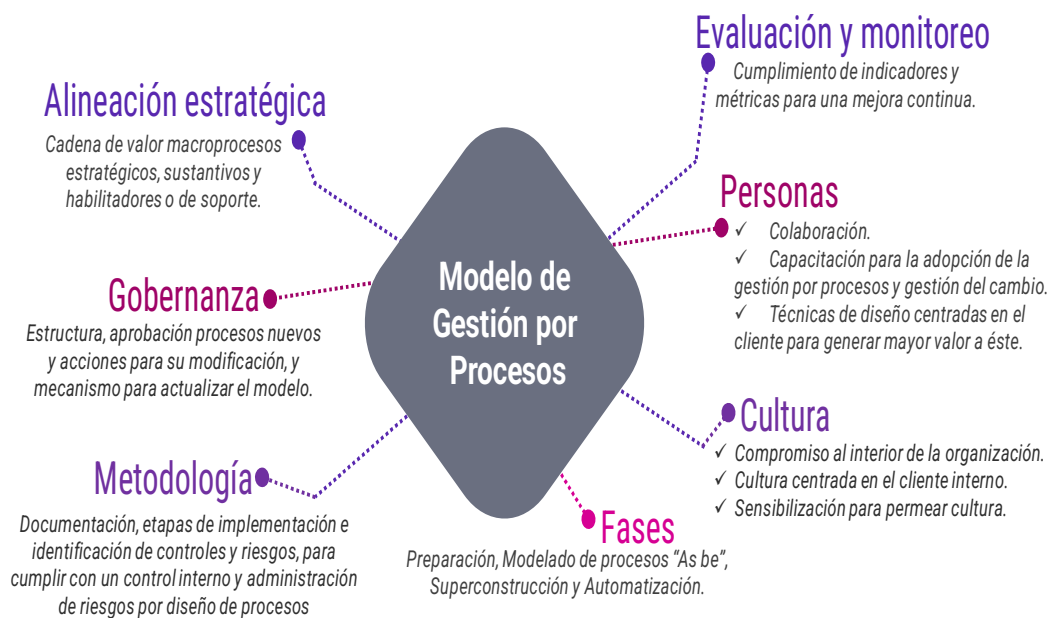 Evaluación y monitoreo
Cumplimiento de indicadores y
métricas para una mejora continua.
Alineación estratégica
Cadena de valor macroprocesos
estratégicos, sustantivos y
habilitadores o de soporte.
Personas
✓ Colaboración.
✓ Capacitación para la adopción de la
gestión por procesos y gestión del cambio.
✓ Técnicas de diseño centradas en el
cliente para generar mayor valor a éste.
Modelo de
Gestión por
Procesos
Gobernanza
Estructura, aprobación procesos nuevos
y acciones para su modificación, y
mecanismo para actualizar el modelo.
Cultura
✓ Compromiso al interior de la organización.
✓ Cultura centrada en el cliente interno.
✓ Sensibilización para permear cultura.
Metodología
Documentación, etapas de implementación e
identificación de controles y riesgos, para
cumplir con un control interno y administración
de riesgos por diseño de procesos
Fases
Preparación, Modelado de procesos “As be”,
Superconstrucción y Automatización.